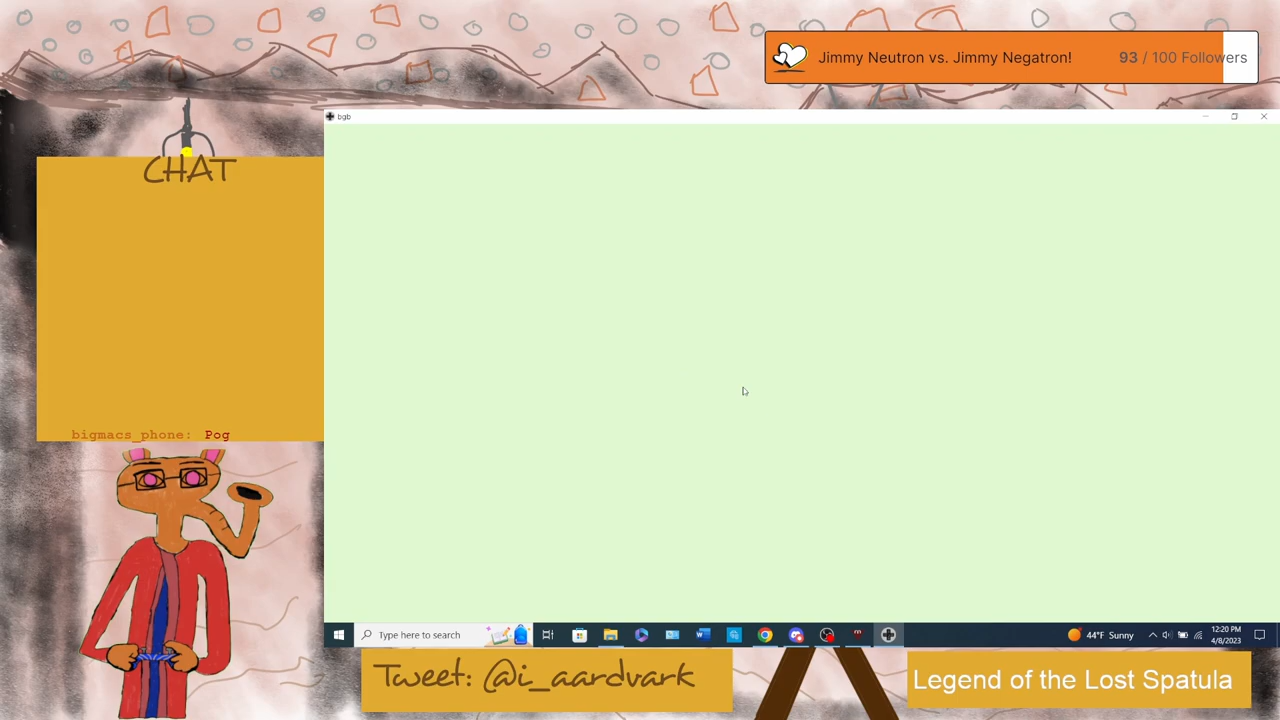 Jimmy Neutron vs. Jimmy Negatron! 93 / 100 Followers
bgb
CHAT
bigmacs_phone: Pog
Type here to search
44°F Sunny
12:20 PM
4/8/2023
Tweet: @i_aardvark
Legend of the Lost Spatula